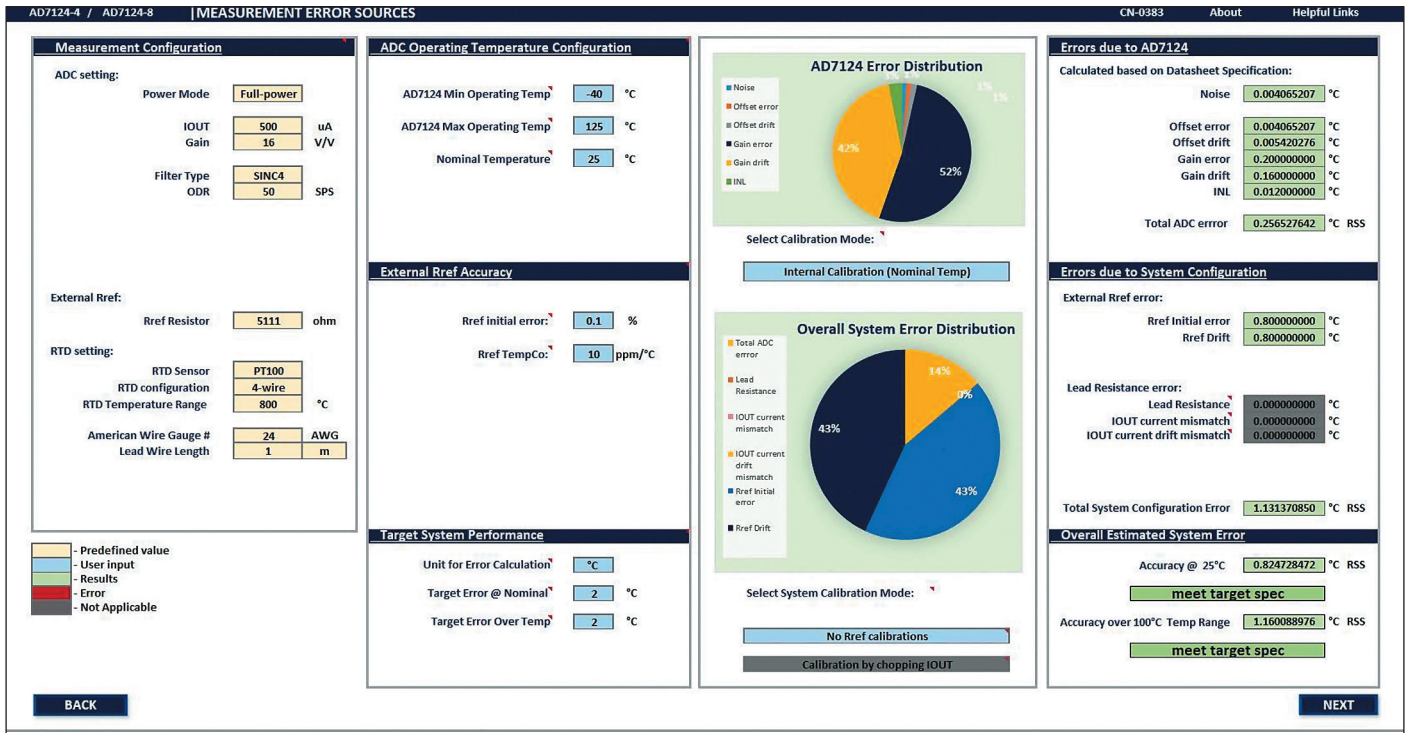 AD7124-4 / AD7124-8 |MEASUREMENT ERROR SOURCES CN-0383 About Helpful Links
Measurement Configuration
ADC setting:
Power Mode Full-power
IOUT 500 uA
Gain 16 V/V
Filter Type SINC4
ODR 50 SPS
External Rref:
Rref Resistor 5111 ohm
RTD setting:
RTD Sensor PT100
RTD configuration 4-wire
RTD Temperature Range 800 °C
American Wire Gauge # 24 AWG
Lead Wire Length 1 m
- Predefined value
- User input
- Results
- Error
- Not Applicable
BACK
ADC Operating Temperature Configuration
AD7124 Min Operating Temp -40 °C
AD7124 Max Operating Temp 125 °C
Nominal Temperature 25 °C
External Rref Accuracy
Rref initial error: 0.1 %
Rref TempCo: 10 ppm/°C
Target System Performance
Unit for Error Calculation °C
Target Error @ Nominal 2 °C
Target Error Over Temp 2 °C
AD7124 Error Distribution
Noise
Offset error
Offset drift
Gain error
Gain drift
INL
1% 1%
1%
1%
42%
52%
Select Calibration Mode:
Internal Calibration (Nominal Temp)
Overall System Error Distribution
Total ADC
errror
Lead
Resistance
IOUT current
mismatch
IOUT current
drift
mismatch
Rref Initial
error
Rref Drift
14%
0%
43%
43%
Select System Calibration Mode:
No Rref calibrations
Calibration by chopping IOUT
Errors due to AD7124
Calculated based on Datasheet Specification:
Noise 0.004065207 °C
Offset error 0.004065207 °C
Offset drift 0.005420276 °C
Gain error 0.200000000 °C
Gain drift 0.160000000 °C
INL 0.012000000 °C
Total ADC errror 0.256527642 °C RSS
Errors due to System Configuration
External Rref error:
Rref Initial error 0.800000000 °C
Rref Drift 0.800000000 °C
Lead Resistance error:
Lead Resistance 0.000000000 °C
IOUT current mismatch 0.000000000 °C
IOUT current drift mismatch 0.000000000 °C
Total System Configuration Error 1.131370850 °C RSS
Overall Estimated System Error
Accuracy @ 25°C 0.824728472 °C RSS
meet target spec
Accuracy over 100°C Temp Range 1.160088976 °C RSS
meet target spec
NEXT